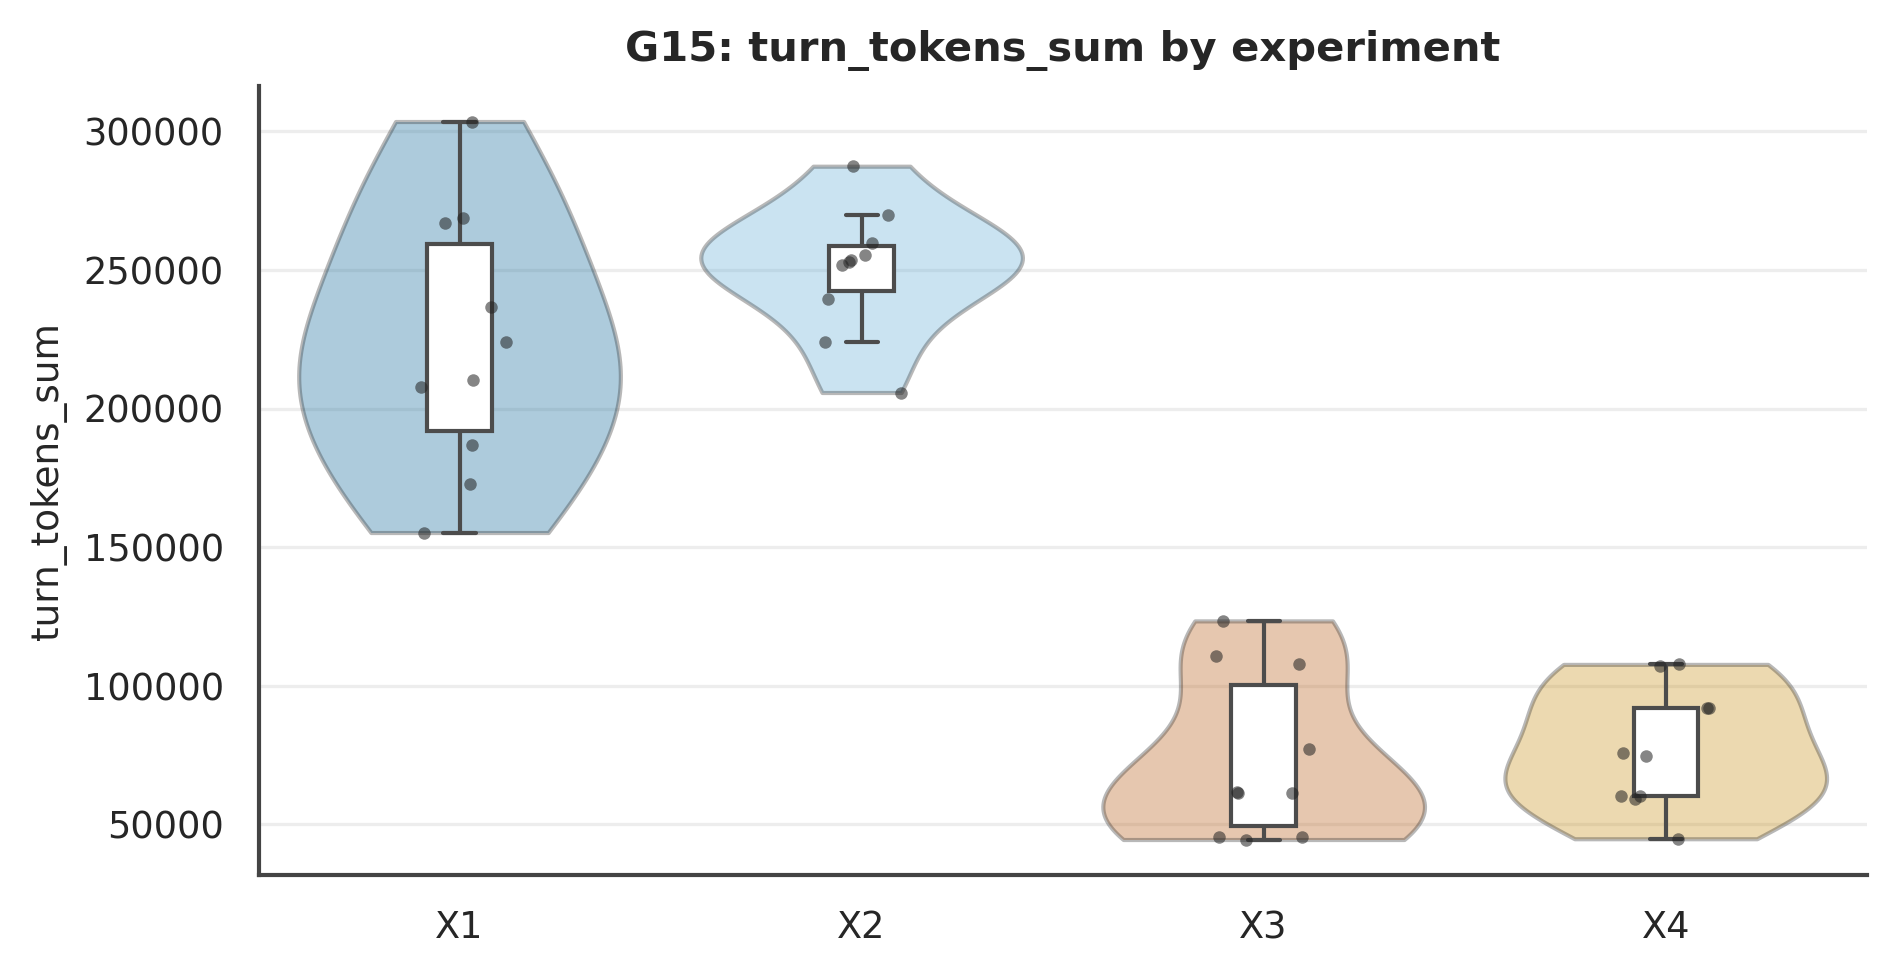 G15: turn_tokens_sum by experiment
turn_tokens_sum
300000
250000
200000
150000
100000
50000
X1
X2
X3
X4